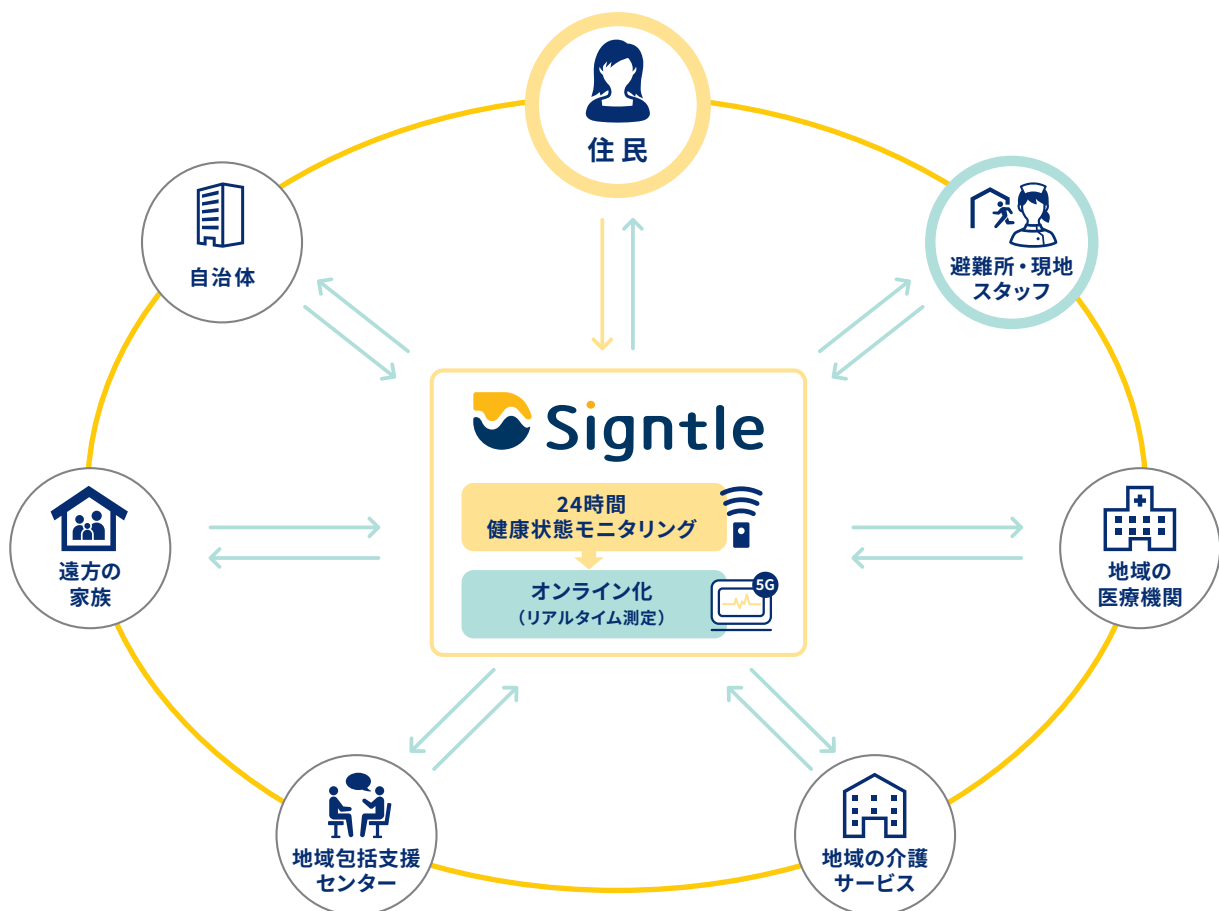 住民
自治体
避難所・現地
スタッフ
Signtle
24時間
健康状態モニタリング
オンライン化
（リアルタイム測定）
5G
遠方の
家族
地域の
医療機関
地域包括支援
センター
地域の介護
サービス